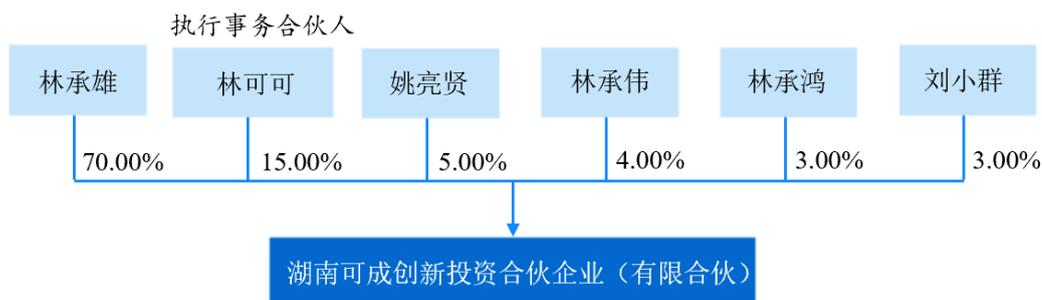 执行事务合伙人
林承雄 林可可 姚亮贤 林承伟 林承鸿 刘小群
70.00% 15.00% 5.00% 4.00% 3.00% 3.00%
湖南可成创新投资合伙企业（有限合伙）